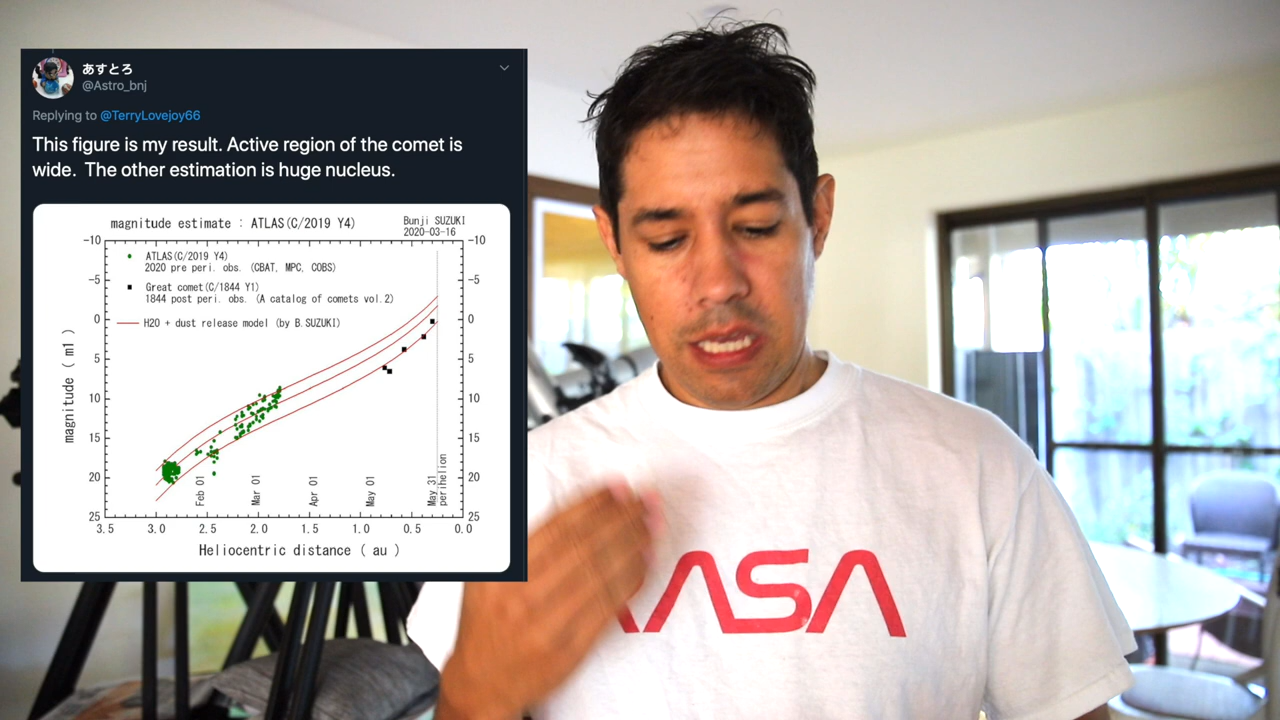 あすとろ
@Astro_bnj
Replying to @TerryLovejoy66
This figure is my result. Active region of the comet is
wide.  The other estimation is huge nucleus.
magnitude estimate : ATLAS(C/2019 Y4)
Bunji SUZUKI
2020-03-16
ATLAS(C/2019 Y4)
2020 pre peri. obs. (CBAT, MPC, COBS)
Great comet(C/1844 Y1)
1844 post peri. obs. (A catalog of comets vol.2)
H2O + dust release model (by B.SUZUKI)
-10
-5
0
5
10
15
20
25
-10
-5
0
5
10
15
20
25
magnitude ( m1 )
Feb 01
Mar 01
Apr 01
May 01
May 31
perihelion
3.5 3.0 2.5 2.0 1.5 1.0 0.5 0.0
Heliocentric distance ( au )
NASA